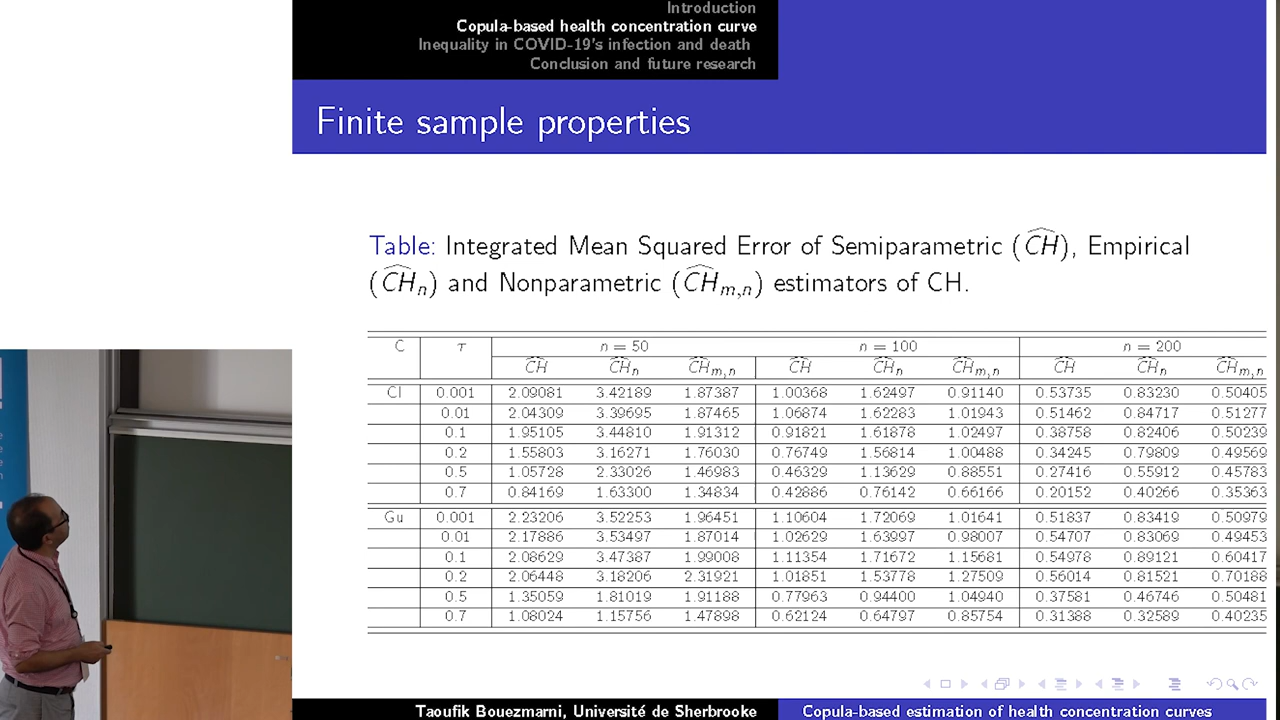 Introduction
Copula-based health concentration curve
Inequality in COVID-19's infection and death
Conclusion and future research
Finite sample properties
Table: Integrated Mean Squared Error of Semiparametric (ĈH), Empirical
(ĈHₙ) and Nonparametric (ĈHₘ,ₙ) estimators of CH.
C τ n = 50 n = 100 n = 200
ĈH ĈHₙ ĈHₘ,ₙ ĈH ĈHₙ ĈHₘ,ₙ ĈH ĈHₙ ĈHₘ,ₙ
Cl 0.001 2.09081 3.42189 1.87387 1.00368 1.62497 0.91140 0.53735 0.83230 0.50405
0.01 2.04309 3.39695 1.87465 1.06874 1.62283 1.01943 0.51462 0.84717 0.51277
0.1 1.95105 3.44810 1.91312 0.91821 1.61878 1.02497 0.38758 0.82406 0.50239
0.2 1.55803 3.16271 1.76030 0.76749 1.56814 1.00488 0.34245 0.79809 0.49569
0.5 1.05728 2.33026 1.46983 0.46329 1.13629 0.88551 0.27416 0.55912 0.45783
0.7 0.84169 1.63300 1.34834 0.42886 0.76142 0.66166 0.20152 0.40266 0.35363
Gu 0.001 2.23206 3.52253 1.96451 1.10604 1.72069 1.01641 0.51837 0.83419 0.50979
0.01 2.17886 3.53497 1.87014 1.02629 1.63997 0.98007 0.54707 0.83069 0.49453
0.1 2.08629 3.47387 1.99008 1.11354 1.71672 1.15681 0.54978 0.89121 0.60417
0.2 2.06448 3.18206 2.31921 1.01851 1.53778 1.27509 0.56014 0.81521 0.70188
0.5 1.35059 1.81019 1.91188 0.77963 0.94400 1.04940 0.37581 0.46746 0.50481
0.7 1.08024 1.15756 1.47898 0.62124 0.64797 0.85754 0.31388 0.32589 0.40235
Taoufik Bouezmarni, Université de Sherbrooke
Copula-based estimation of health concentration curves